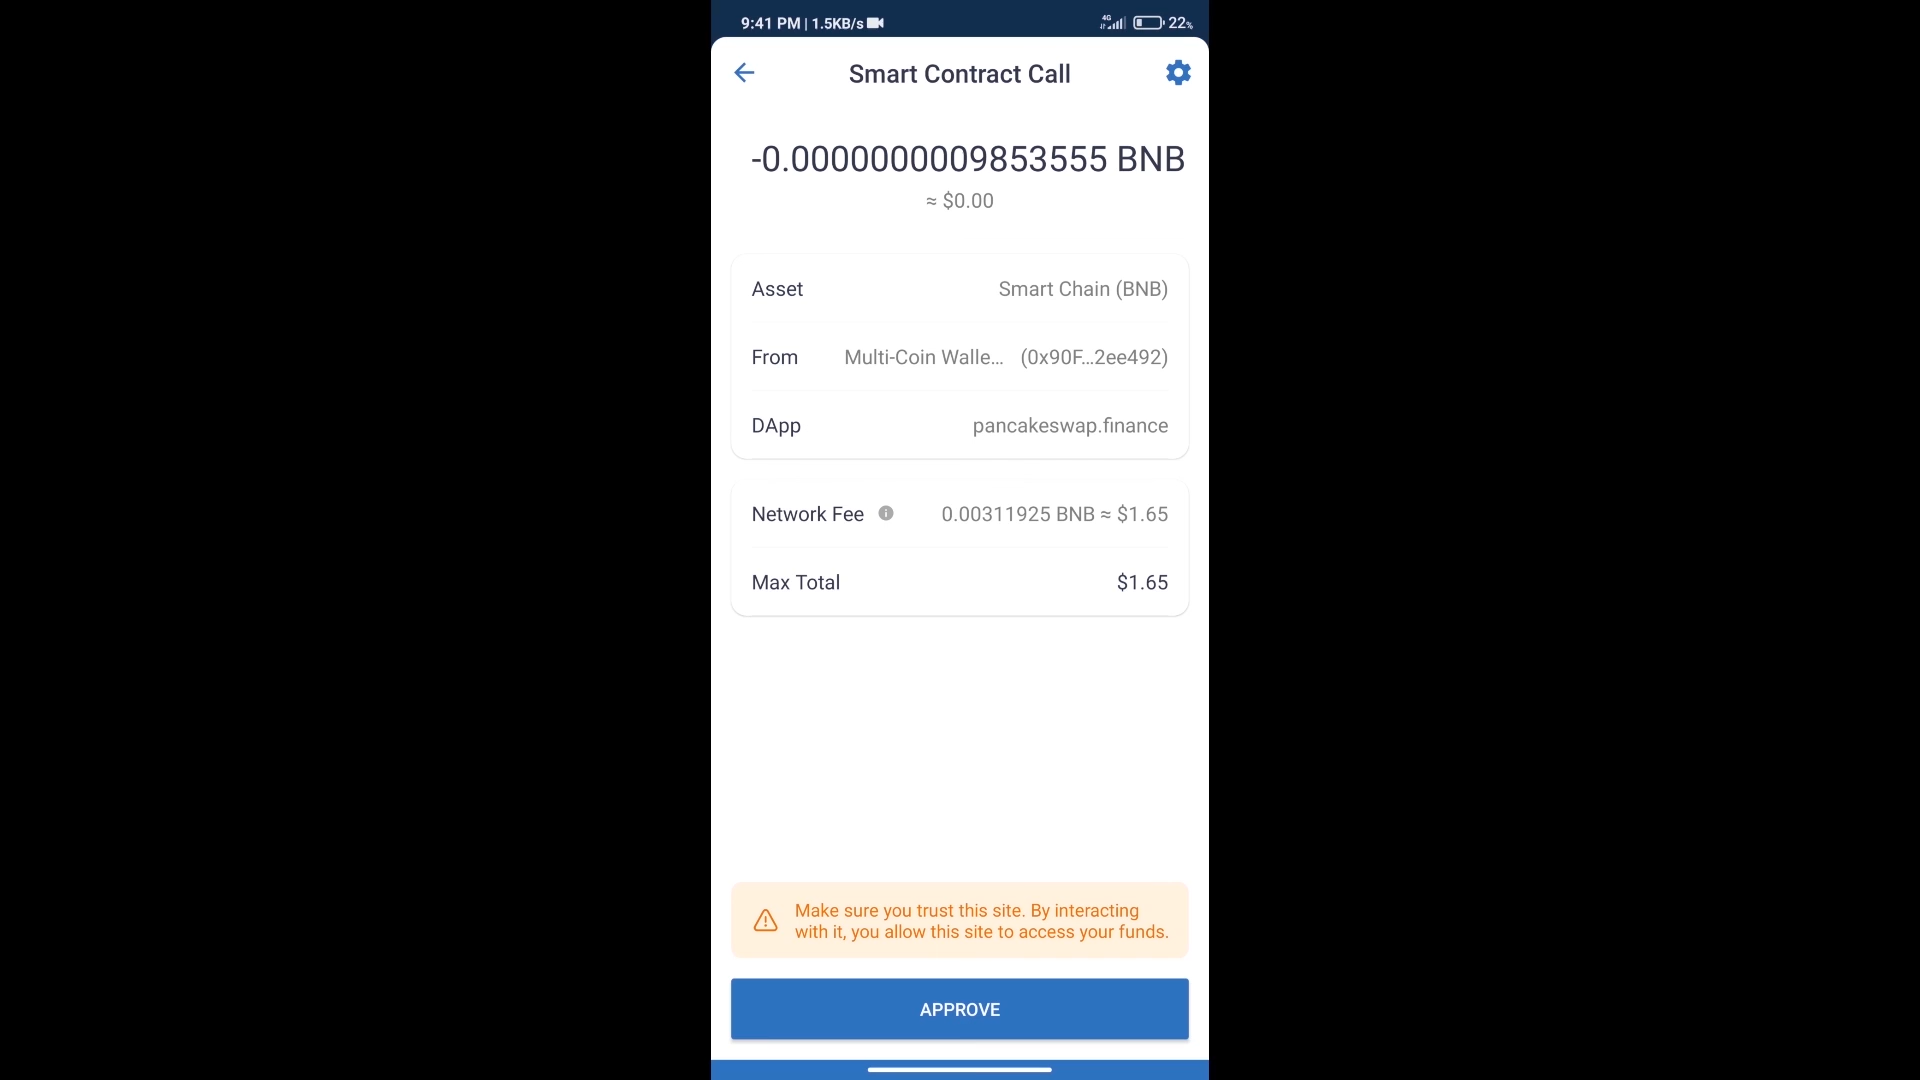 9:41 PM | 1.5KB/s 4G 22%
Smart Contract Call
-0.0000000009853555 BNB
≈ $0.00
Asset Smart Chain (BNB)
From Multi-Coin Walle... (0x90F...2ee492)
DApp pancakeswap.finance
Network Fee 0.00311925 BNB ≈ $1.65
Max Total $1.65
Make sure you trust this site. By interacting
with it, you allow this site to access your funds.
APPROVE